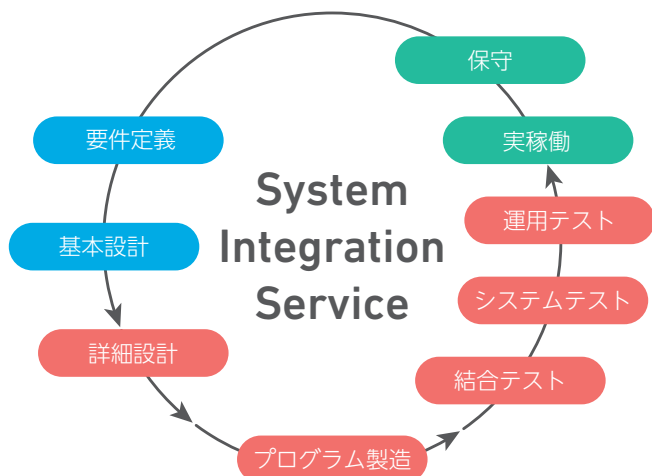 保守
要件定義
実稼働
System
Integration
Service
運用テスト
基本設計
システムテスト
詳細設計
結合テスト
プログラム製造